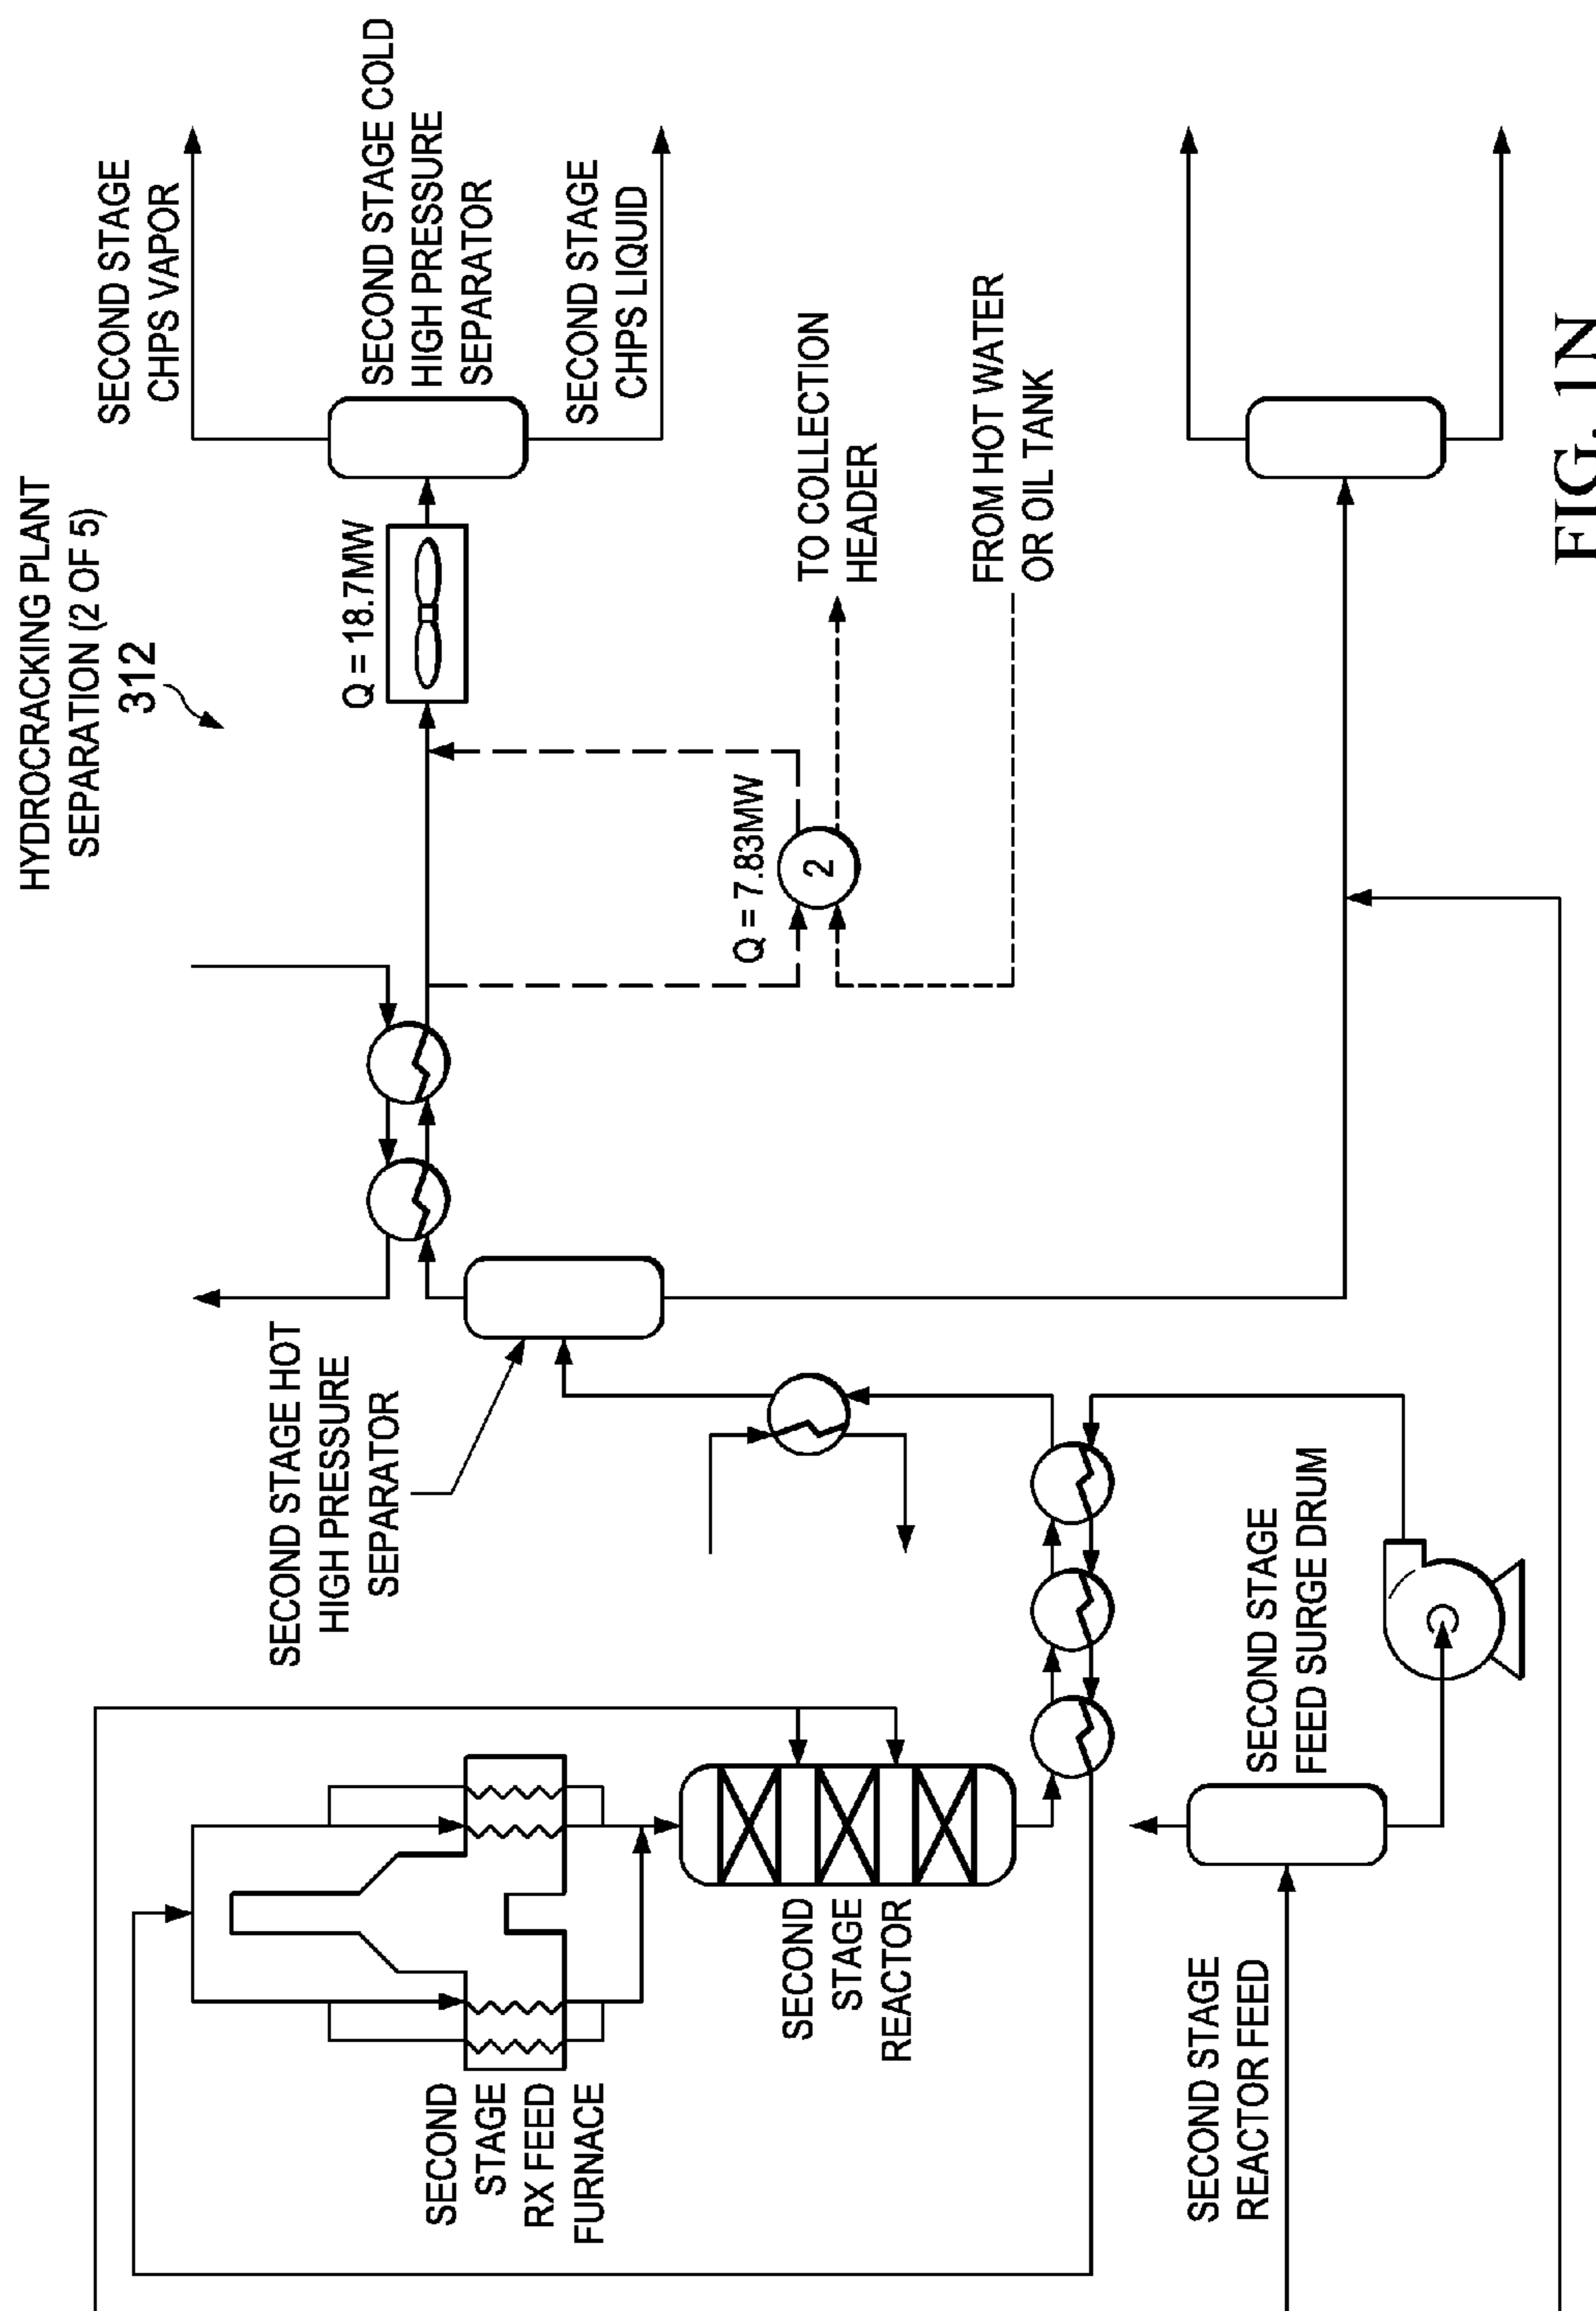 HYDROCRACKING PLANT
SEPARATION (2 OF 5)
312
SECOND STAGE
CHPS VAPOR
Q = 18.7MW
SECOND STAGE COLD
HIGH PRESSURE
SEPARATOR
SECOND STAGE
CHPS LIQUID
Q = 7.83MW
2
TO COLLECTION
HEADER
FROM HOT WATER
OR OIL TANK
SECOND STAGE HOT
HIGH PRESSURE
SEPARATOR
SECOND
STAGE
RX FEED
FURNACE
SECOND
STAGE
REACTOR
SECOND STAGE
FEED SURGE DRUM
SECOND STAGE
REACTOR FEED
FIG. 1N